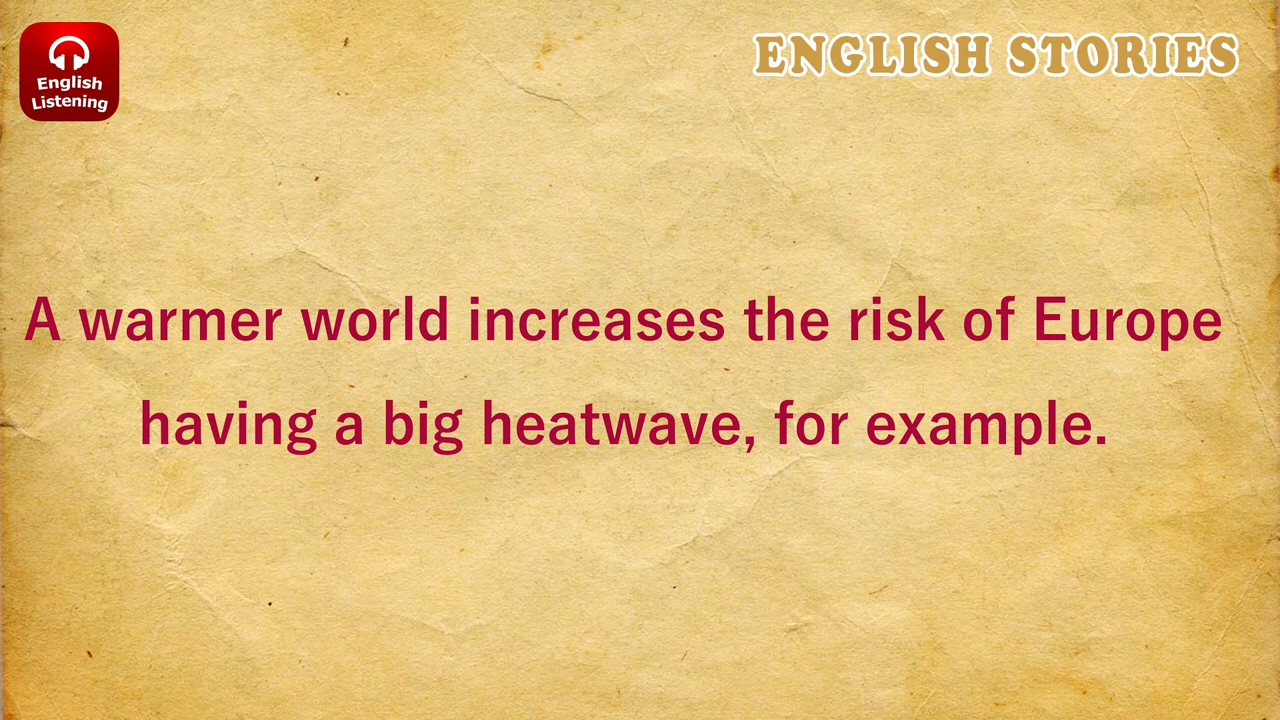 English
Listening
ENGLISH STORIES
A warmer world increases the risk of Europe
having a big heatwave, for example.